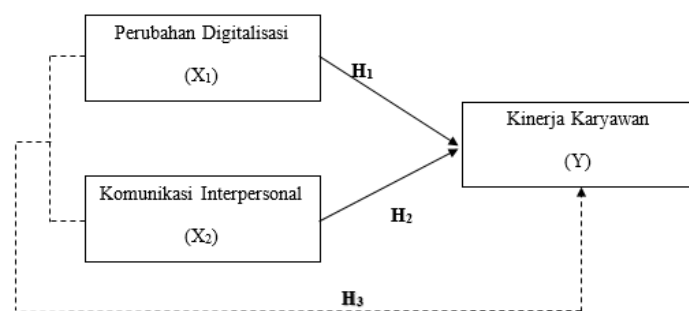 Perubahan Digitalisasi
(X₁)
H₁
Kinerja Karyawan
(Y)
Komunikasi Interpersonal
(X₂)
H₂
H₃